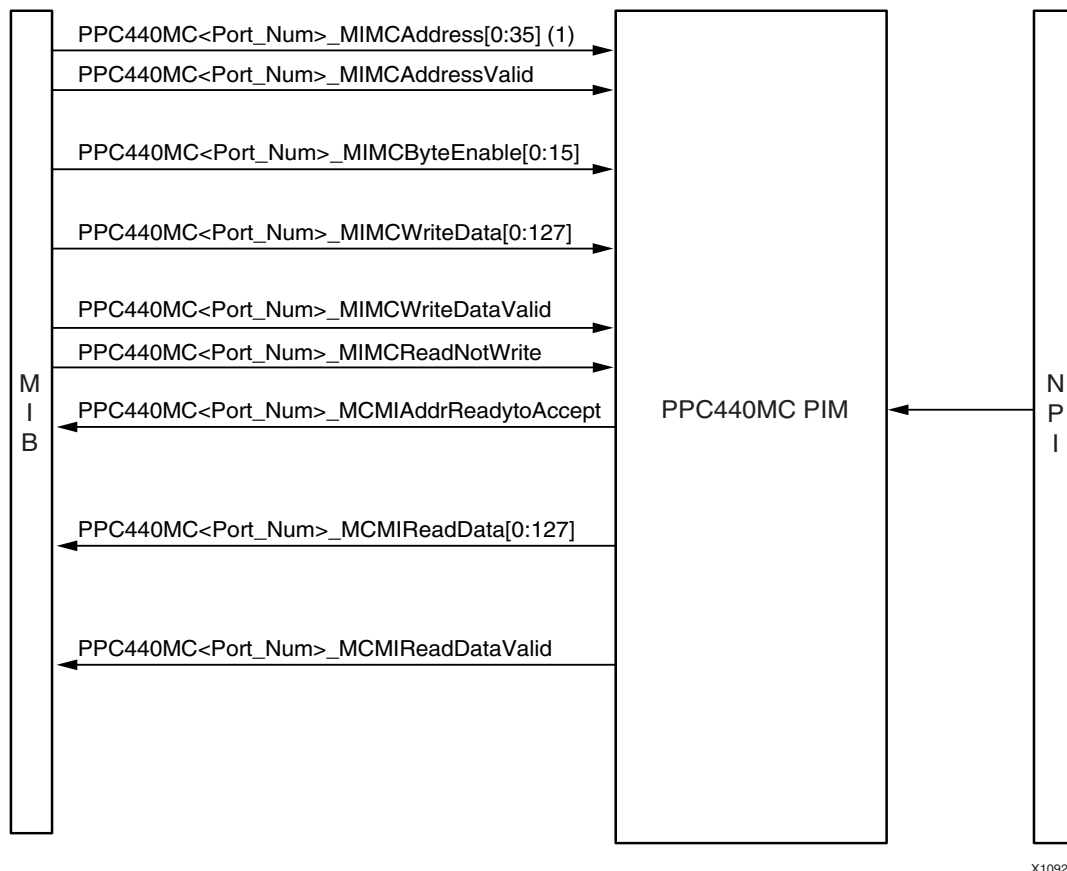 PPC440MC<Port_Num>_MIMCAddress[0:35] (1)
PPC440MC<Port_Num>_MIMCAddressValid
PPC440MC<Port_Num>_MIMCByteEnable[0:15]
PPC440MC<Port_Num>_MIMCWriteData[0:127]
PPC440MC<Port_Num>_MIMCWriteDataValid
PPC440MC<Port_Num>_MIMCReadNotWrite
PPC440MC<Port_Num>_MCMIAddrReadytoAccept
PPC440MC<Port_Num>_MCMIReadData[0:127]
PPC440MC<Port_Num>_MCMIReadDataValid
M
I
B
PPC440MC PIM
N
P
I
X1092